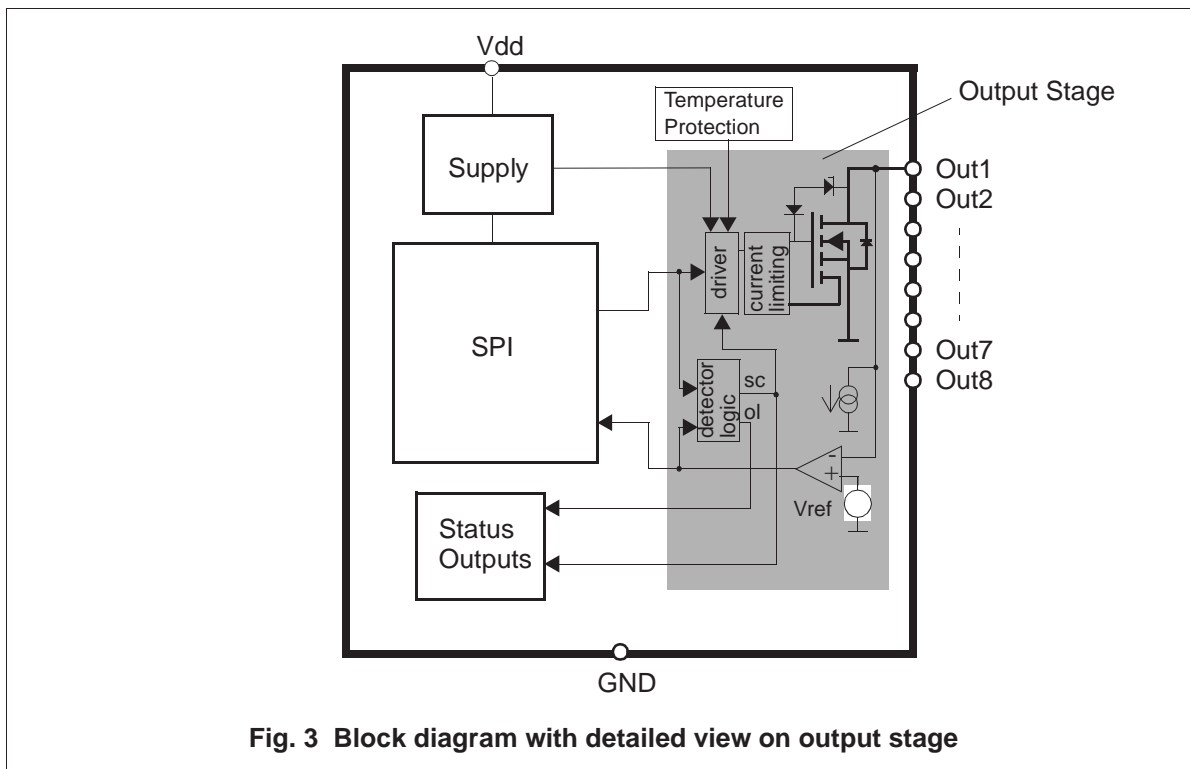 Vdd
Temperature
Protection
Output Stage
Supply
Out1
Out2
driver
current
limiting
SPI
Out7
Out8
detector
logic
sc
ol
-
+
Vref
Status
Outputs
GND
Fig. 3 Block diagram with detailed view on output stage